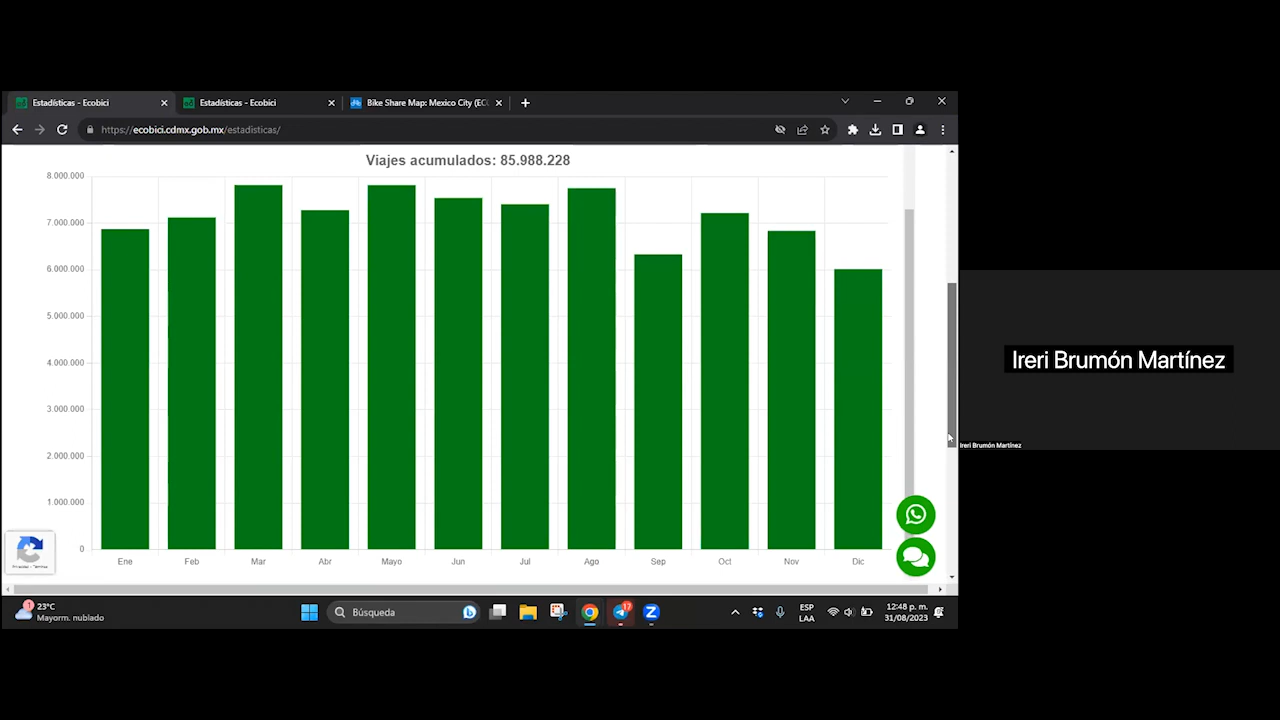 Estadísticas - Ecobici
Estadísticas - Ecobici
Bike Share Map: Mexico City (EC
https://ecobici.cdmx.gob.mx/estadisticas/
Viajes acumulados: 85.988.228
8.000.000
7.000.000
6.000.000
5.000.000
4.000.000
3.000.000
2.000.000
1.000.000
0
Ene Feb Mar Abr Mayo Jun Jul Ago Sep Oct Nov Dic
Ireri Brumón Martínez
Ireri Brumón Martínez
1
23°C
Mayorm. nublado
Búsqueda
17
Z
ESP
LAA
12:48 p. m.
31/08/2023